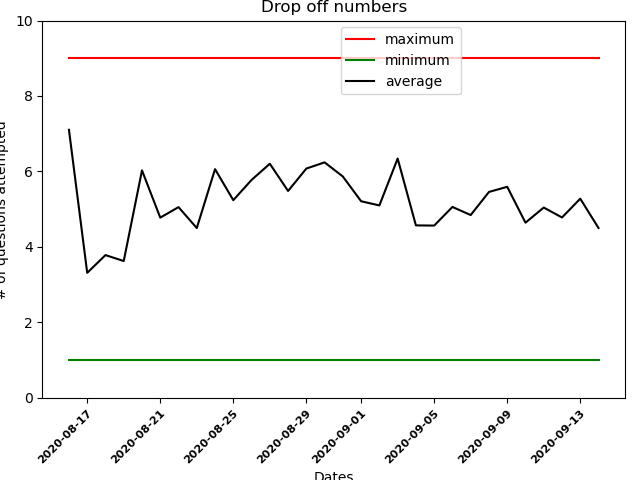 Drop off numbers
maximum
minimum
average
# of questions attempted
10
8
6
4
2
0
2020-08-17
2020-08-21
2020-08-25
2020-08-29
2020-09-01
2020-09-05
2020-09-09
2020-09-13
Dates